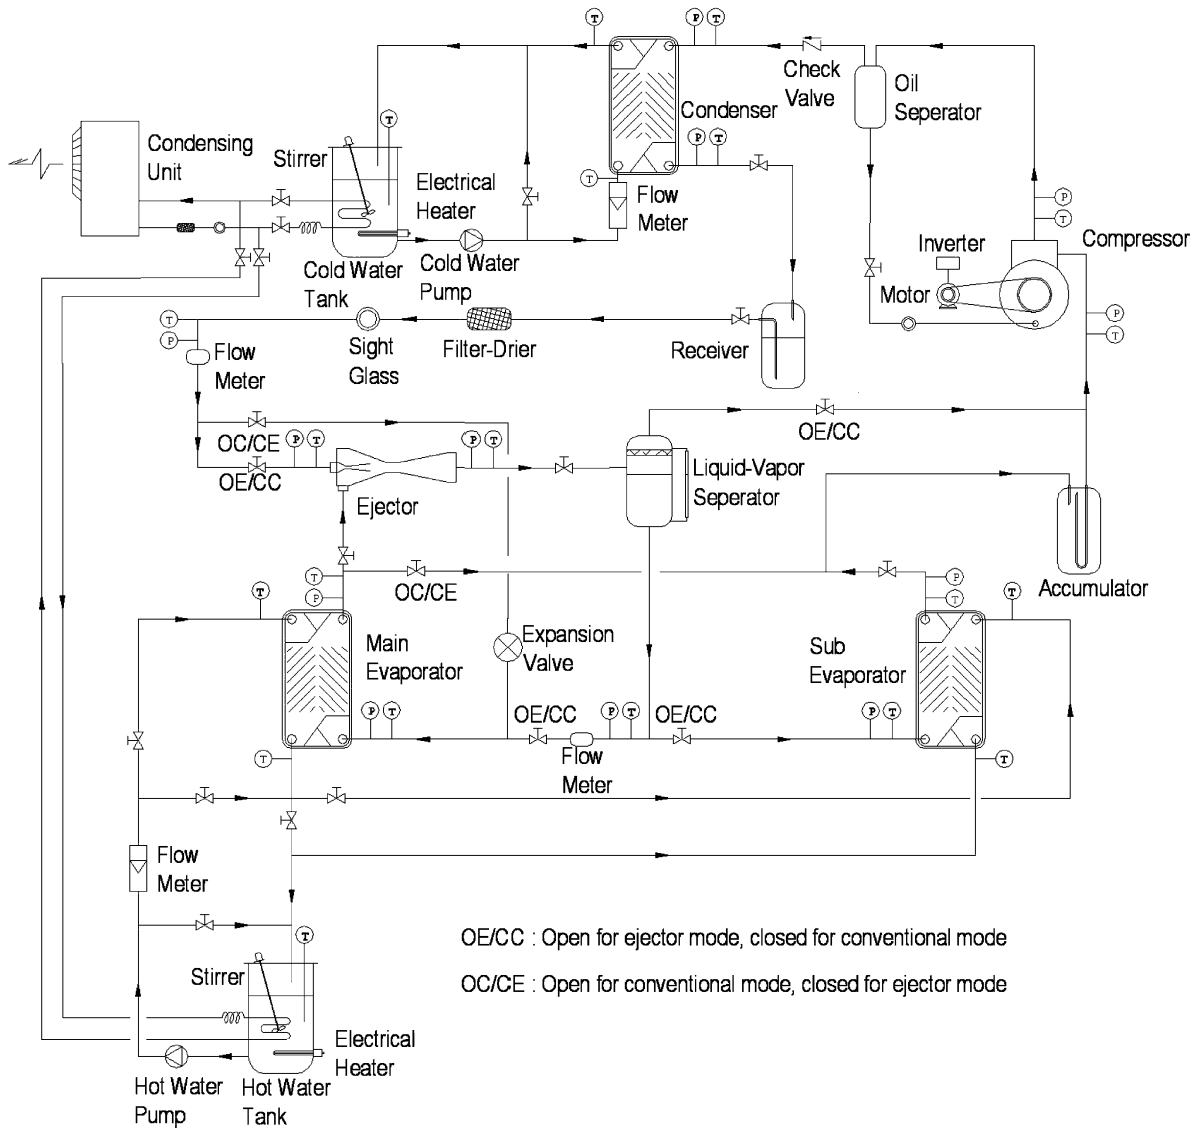 T
P
T
Check
Valve
Oil
Seperator
Condenser
Condensing
Unit
Stirrer
T
P
T
Electrical
Heater
T
Flow
Meter
P
T
Inverter
Compressor
Motor
Cold Water
Tank
Cold Water
Pump
T
P
Flow
Meter
Sight
Glass
Filter-Drier
Receiver
P
T
OC/CE
OE/CC
P
T
P
T
Ejector
OE/CC
Liquid-Vapor
Seperator
Accumulator
T
T
P
OC/CE
P
T
T
Main
Evaporator
Expansion
Valve
Sub
Evaporator
P
T
OE/CC
P
T
OE/CC
P
T
T
Flow
Meter
T
Flow
Meter
OE/CC : Open for ejector mode, closed for conventional mode
OC/CE : Open for conventional mode, closed for ejector mode
T
Stirrer
Electrical
Heater
Hot Water
Pump
Hot Water
Tank